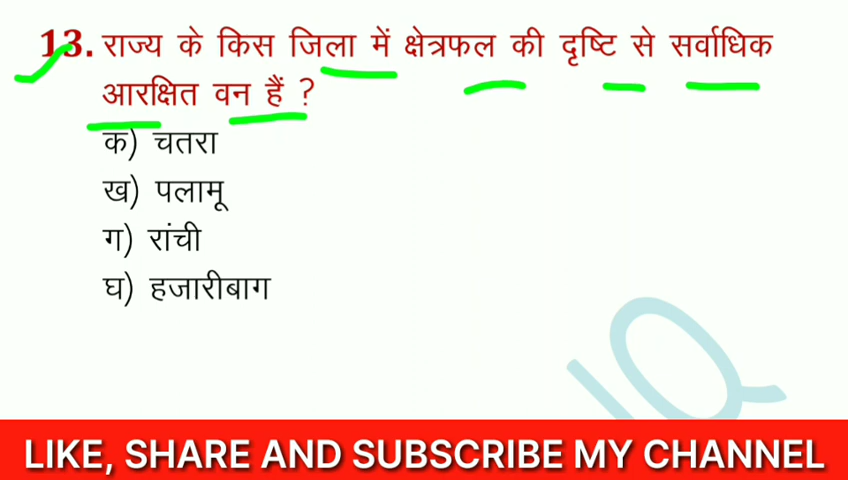 13. राज्य के किस जिला में क्षेत्रफल की दृष्टि से सर्वाधिक
आरक्षित वन हैं ?
क) चतरा
ख) पलामू
ग) रांची
घ) हजारीबाग
LIKE, SHARE AND SUBSCRIBE MY CHANNEL